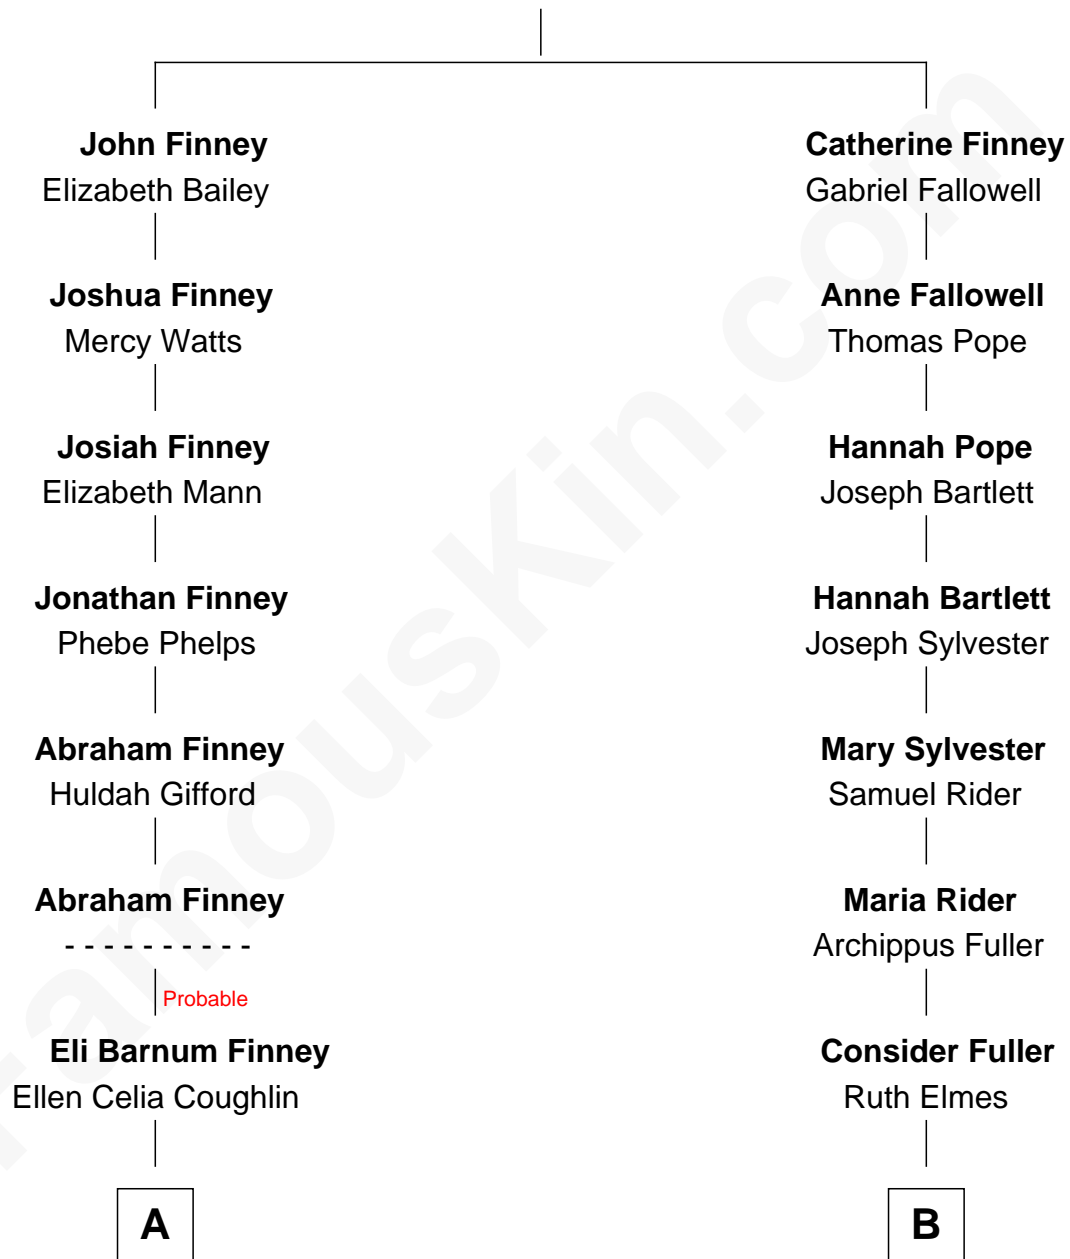 John Finney
Elizabeth Bailey
Joshua Finney
Mercy Watts
Josiah Finney
Elizabeth Mann
Jonathan Finney
Phebe Phelps
Abraham Finney
Huldah Gifford
Abraham Finney
- - - - - - - - - -
Probable
Eli Barnum Finney
Ellen Celia Coughlin
A
Catherine Finney
Gabriel Fallowell
Anne Fallowell
Thomas Pope
Hannah Pope
Joseph Bartlett
Hannah Bartlett
Joseph Sylvester
Mary Sylvester
Samuel Rider
Maria Rider
Archippus Fuller
Consider Fuller
Ruth Elmes
B
FamousKin.com